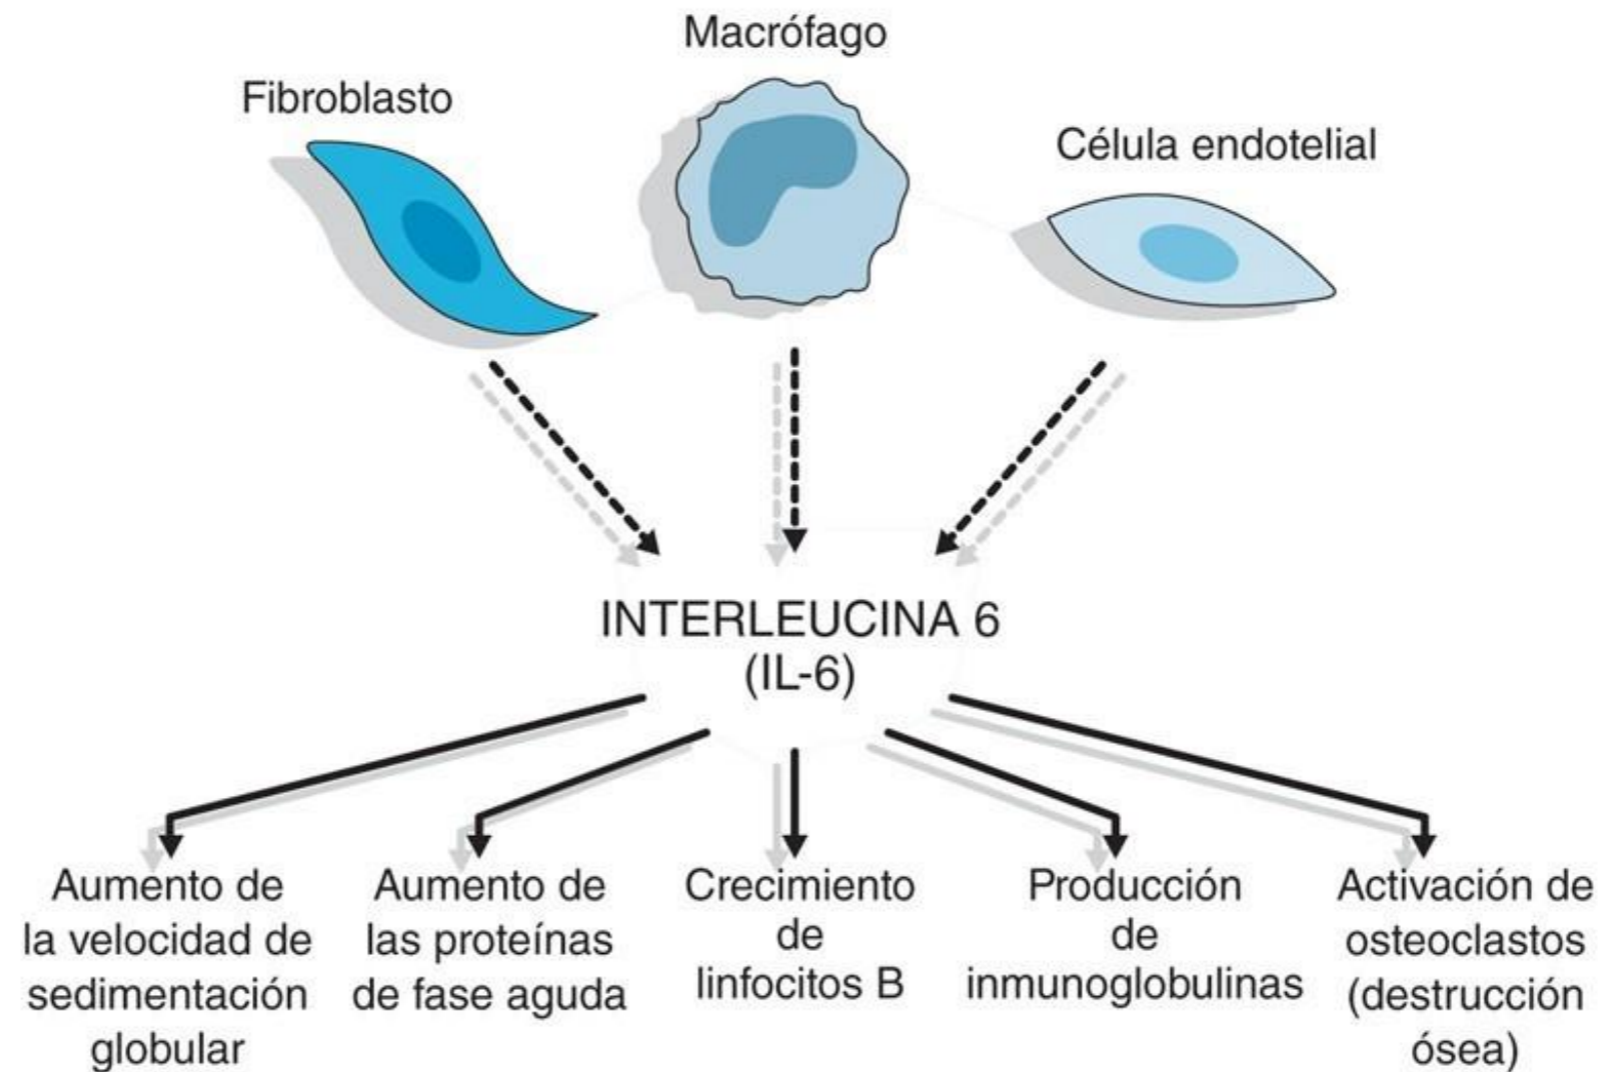 Macrófago
Fibroblasto
Célula endotelial
INTERLEUCINA 6
(IL-6)
Aumento de
la velocidad de
sedimentación
globular
Aumento de
las proteínas
de fase aguda
Crecimiento
de
linfocitos B
Producción
de
inmunoglobulinas
Activación de
osteoclastos
(destrucción
ósea)